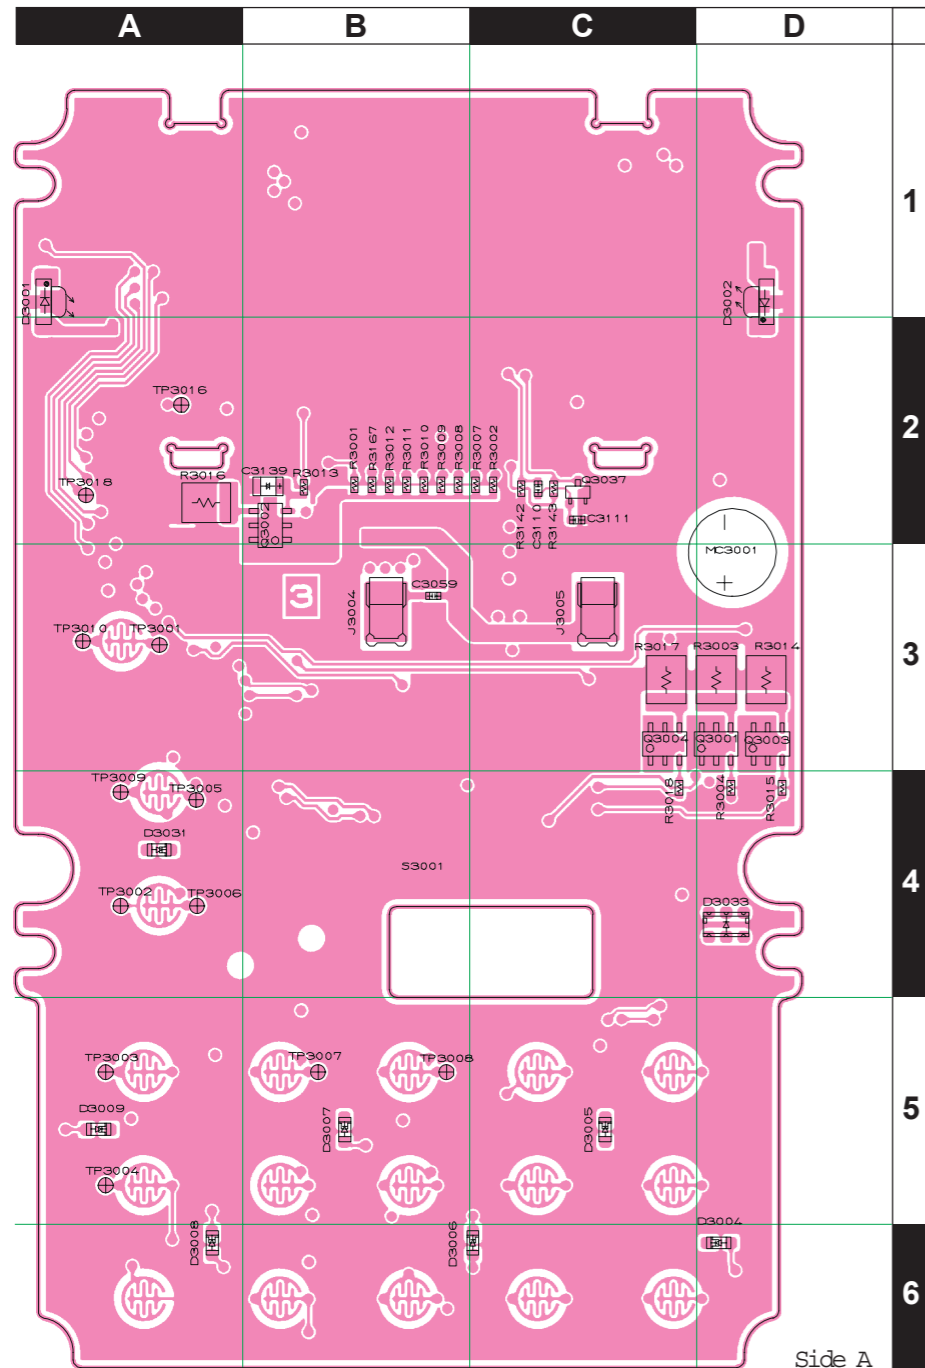 A B C D
1
D3001
D3002
TP3016
2
R3001
R3167
R3012
R3011
R3010
R3009
R3008
R3007
R3002
TP3018
R3016
C3139
R3013
Q3037
Q3002
R3142
C3110
R3143
C3111
MC3001
3
J3004
C3059
J3005
TP3010
TP3001
3
R3017
R3003
R3014
Q3004
Q3001
Q3003
TP3009
TP3005
R3018
R3004
R3015
D3031
S3001
4
TP3002
TP3006
D3033
TP3003
TP3007
TP3008
D3009
D3007
D3005
5
TP3004
D3008
D3006
D3004
6
Side A